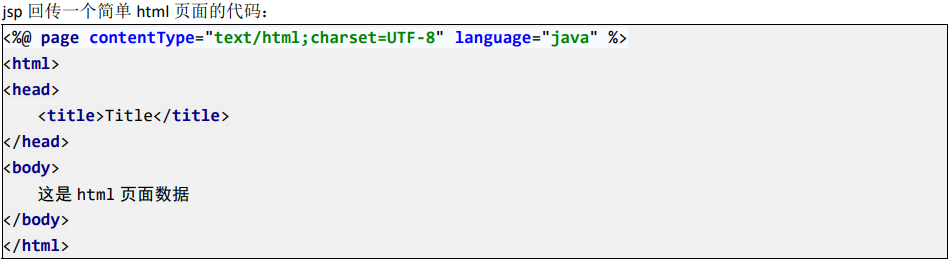 jsp 回传一个简单 html 页面的代码：
<%@ page contentType="text/html;charset=UTF-8" language="java" %>
<html>
<head>
    <title>Title</title>
</head>
<body>
    这是 html 页面数据
</body>
</html>